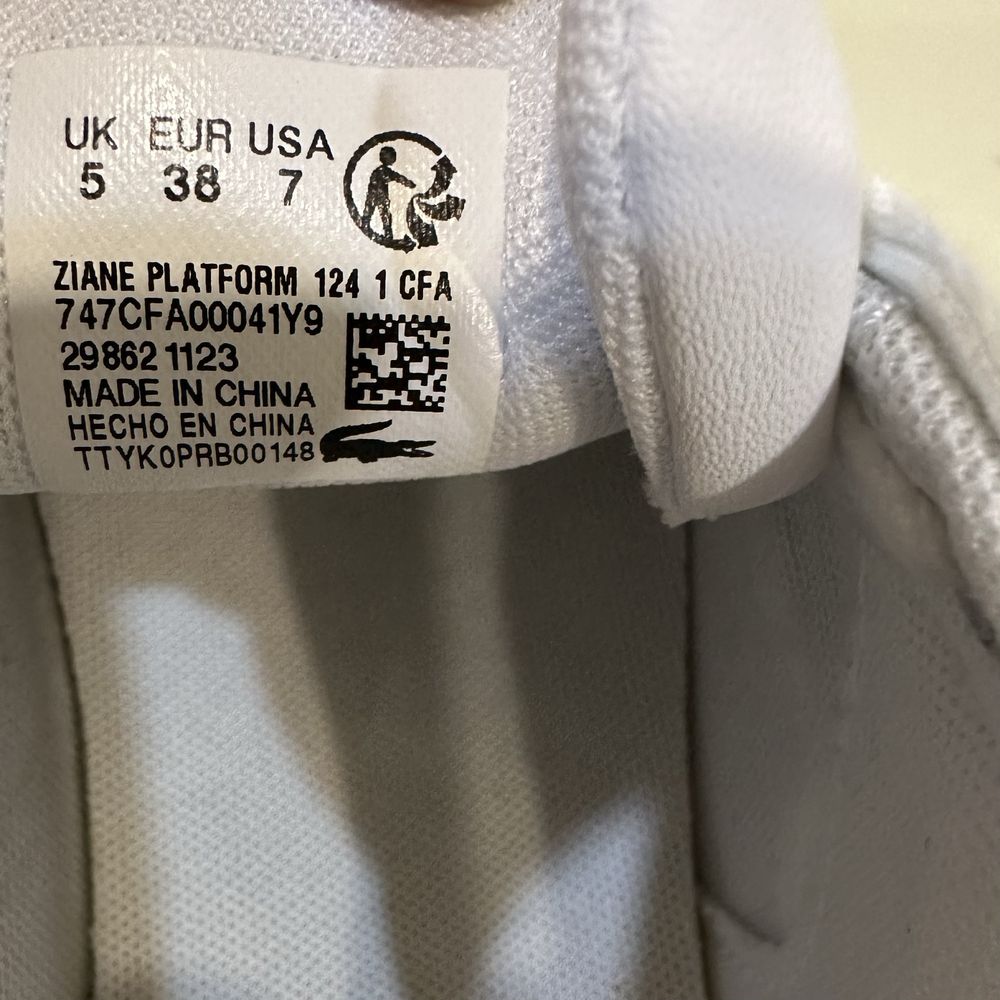 UK EUR USA
5 38 7
ZIANE PLATFORM 124 1 CFA
747CFA00041Y9
29862 1123
MADE IN CHINA
HECHO EN CHINA
TTYK0PRB00148